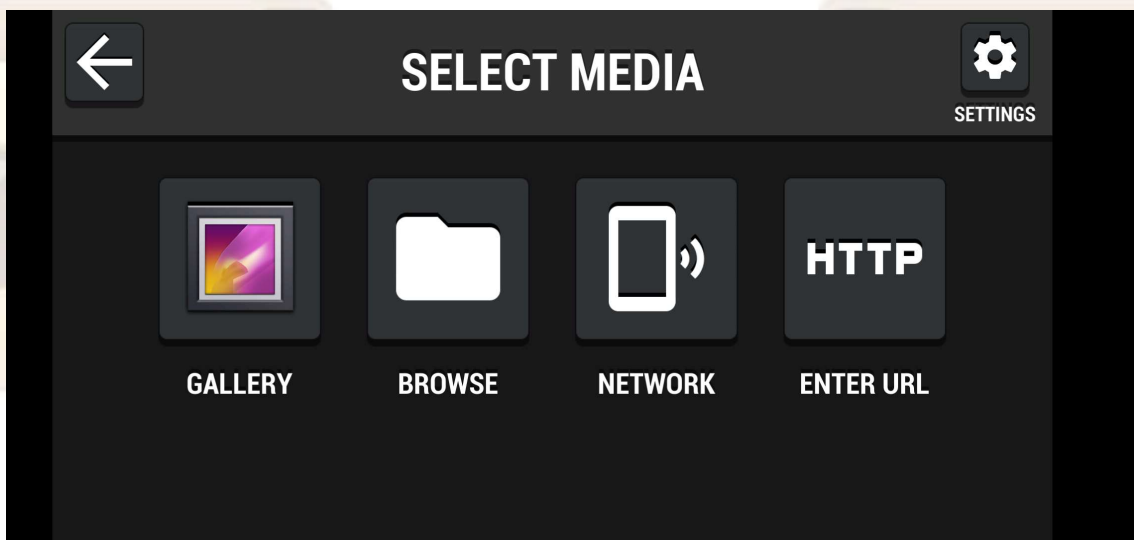 SELECT MEDIA
SETTINGS
HTTP
GALLERY BROWSE NETWORK ENTER URL